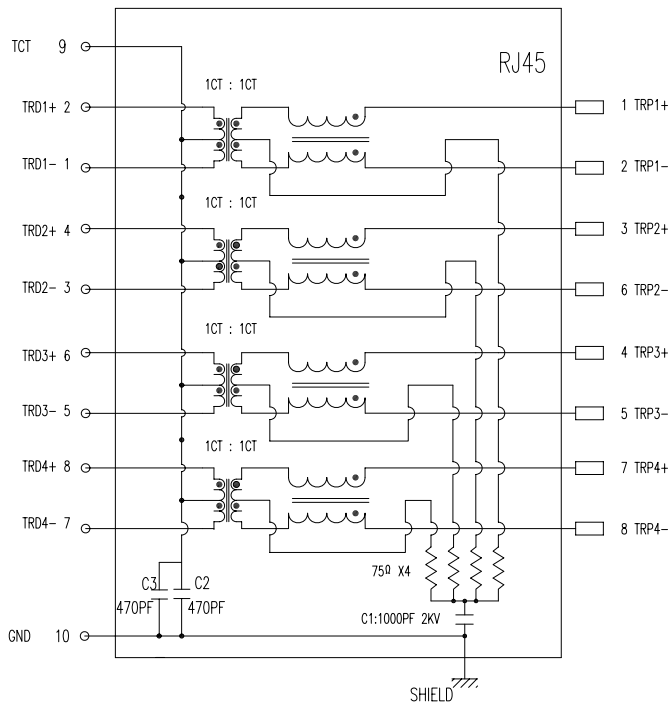 TCT 9
RJ45
1CT : 1CT
TRD1+ 2
1 TRP1+
TRD1- 1
2 TRP1-
1CT : 1CT
TRD2+ 4
3 TRP2+
TRD2- 3
6 TRP2-
1CT : 1CT
TRD3+ 6
4 TRP3+
TRD3- 5
5 TRP3-
1CT : 1CT
TRD4+ 8
7 TRP4+
TRD4- 7
8 TRP4-
75Ω X4
C3
C2
470PF
470PF
C1:1000PF 2KV
GND 10
SHIELD